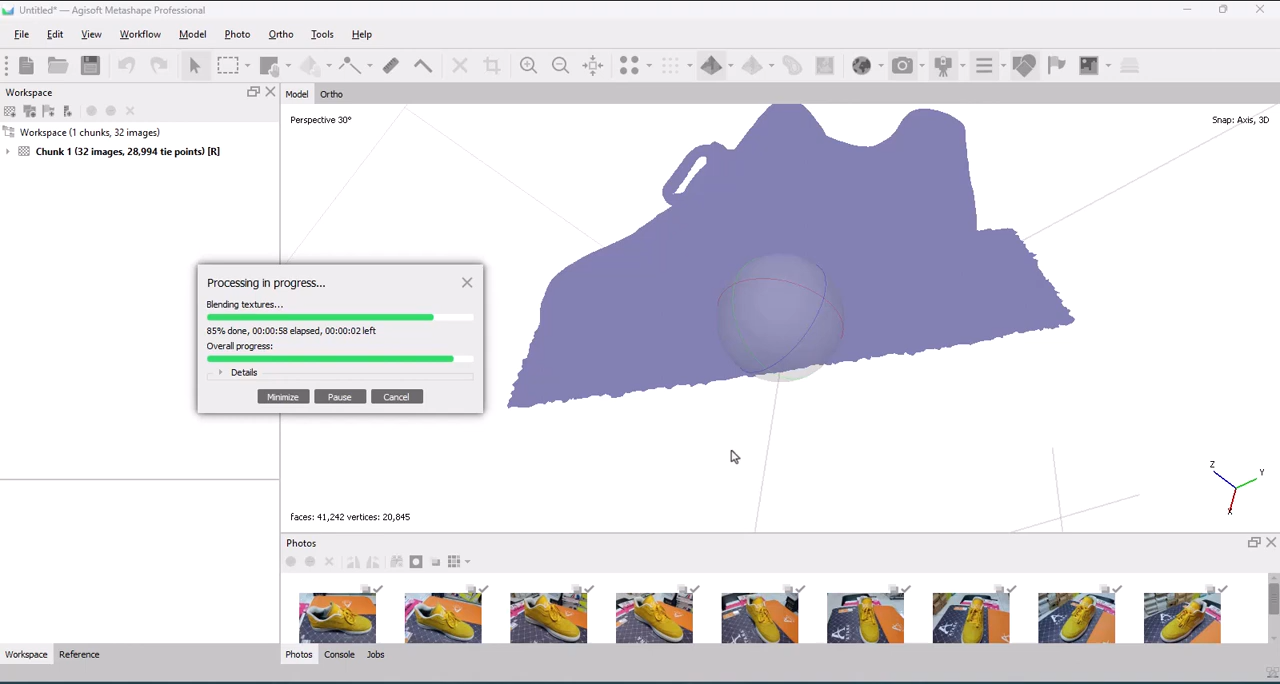 Untitled* — Agisoft Metashape Professional
File Edit View Workflow Model Photo Ortho Tools Help
Workspace
Model Ortho
Perspective 30°
Snap: Axis, 3D
Workspace (1 chunks, 32 images)
Chunk 1 (32 images, 28,994 tie points) [R]
Processing in progress...
Blending textures...
85% done, 00:00:58 elapsed, 00:00:02 left
Overall progress:
Details
Minimize Pause Cancel
Z
Y
X
faces: 41,242 vertices: 20,845
Photos
Workspace Reference
Photos Console Jobs